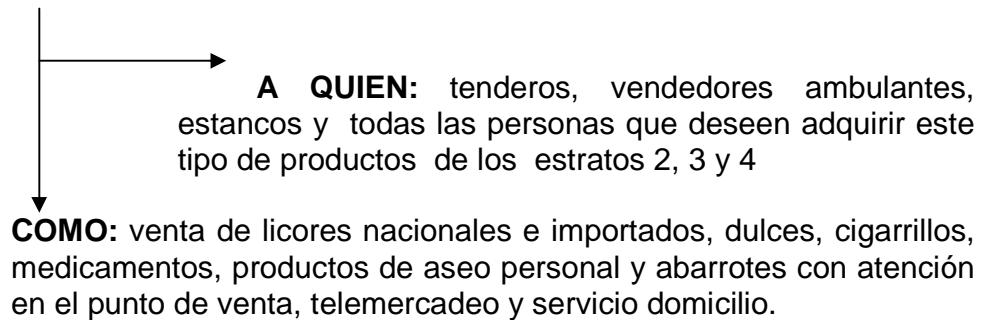 A QUIEN: tenderos, vendedores ambulantes,
estancos y todas las personas que deseen adquirir este
tipo de productos de los estratos 2, 3 y 4
COMO: venta de licores nacionales e importados, dulces, cigarrillos,
medicamentos, productos de aseo personal y abarrotes con atención
en el punto de venta, telemercadeo y servicio domicilio.